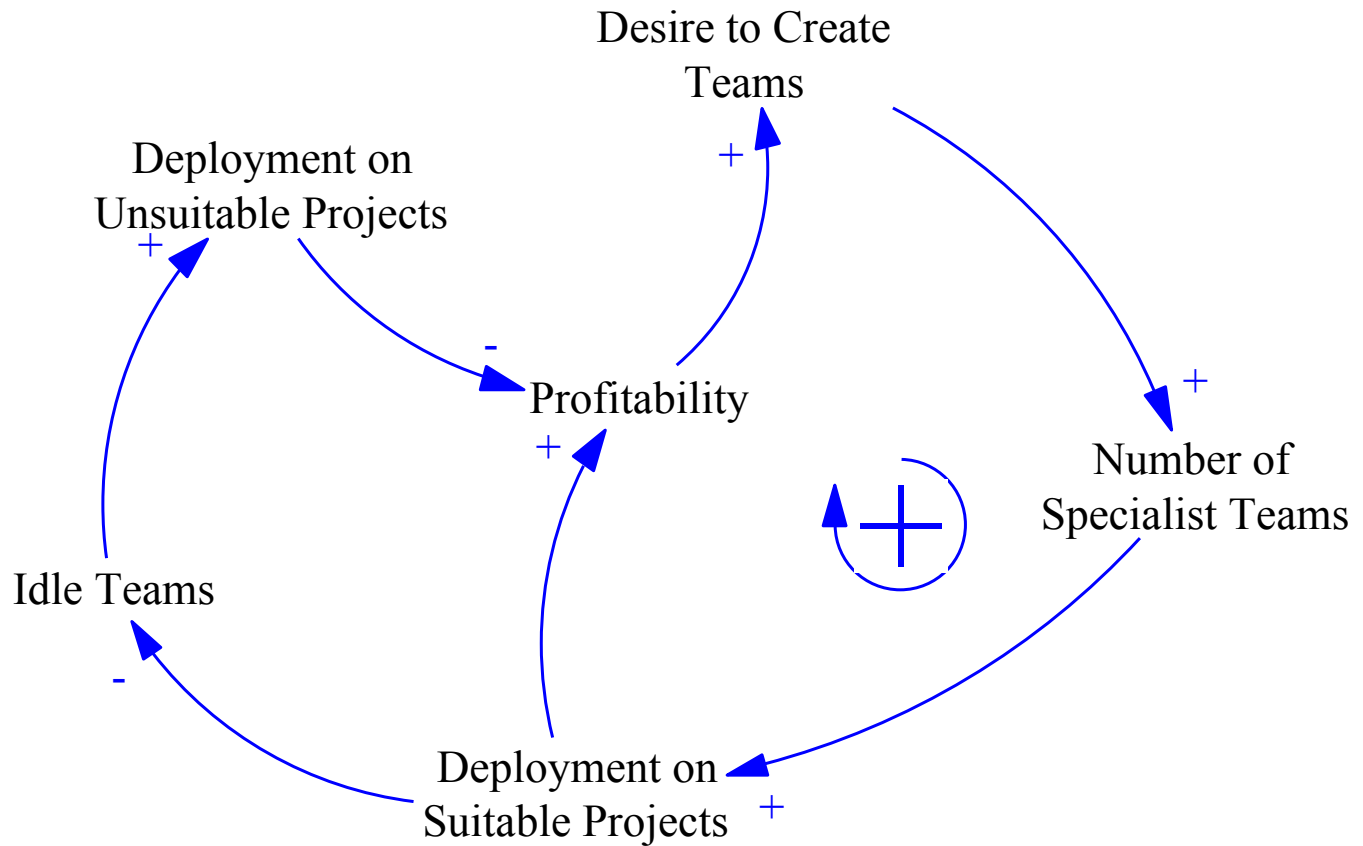 Desire to Create
Teams
+
Deployment on
Unsuitable Projects
+
-
Profitability
+
+
Number of
Specialist Teams
Idle Teams
-
Deployment on
Suitable Projects
+
+